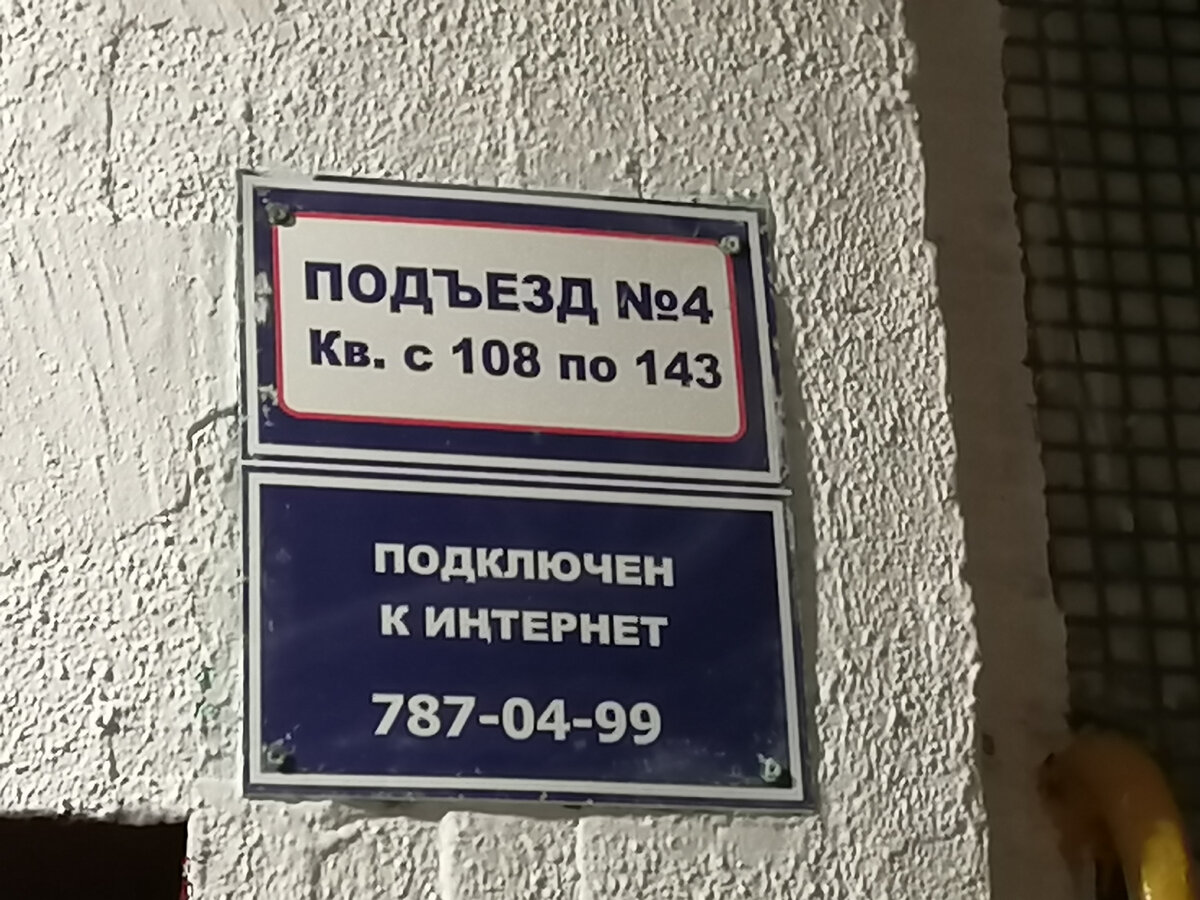 ПОДЪЕЗД №4
Кв. с 108 по 143
ПОДКЛЮЧЕН
К ИНТЕРНЕТ
787-04-99